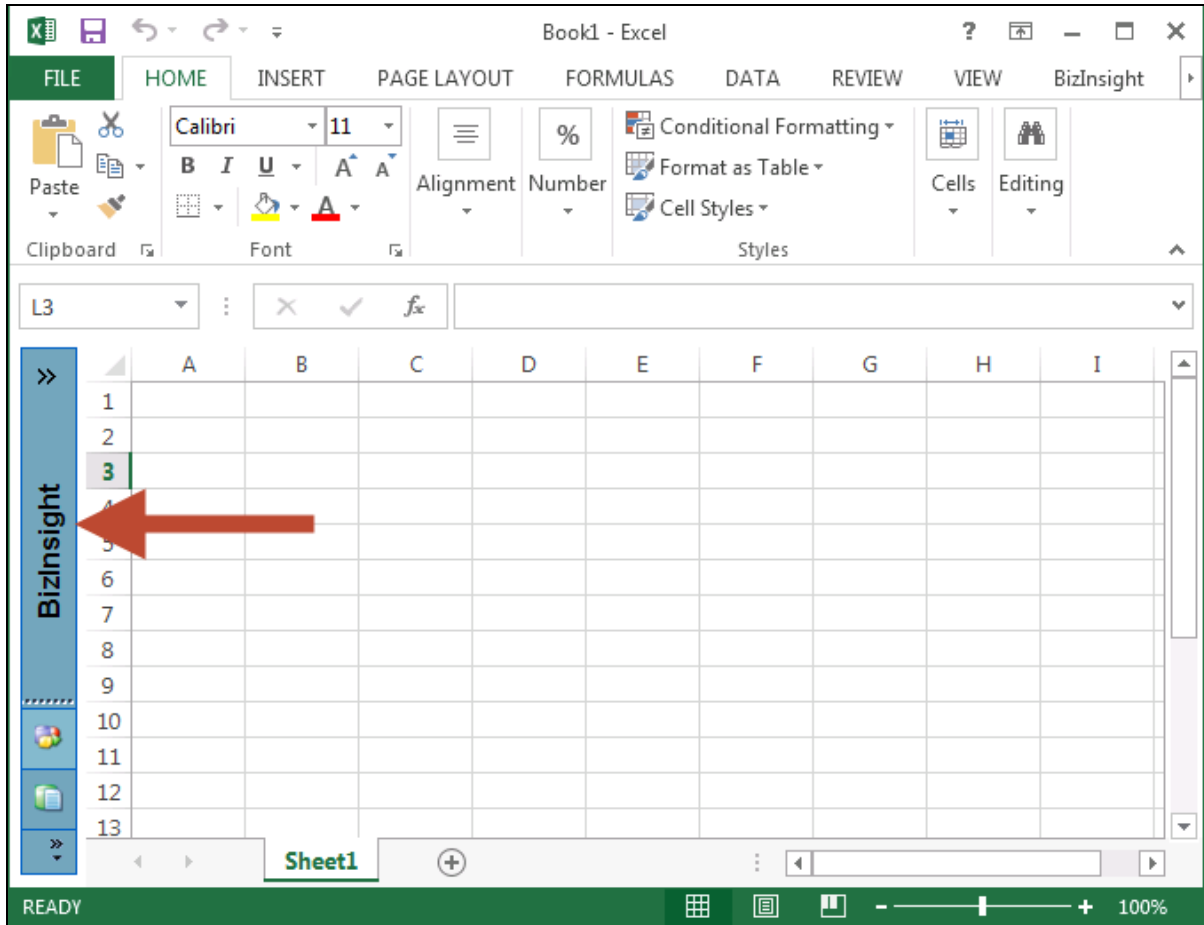 Book1 - Excel ?
FILE HOME INSERT PAGE LAYOUT FORMULAS DATA REVIEW VIEW BizInsight
Calibri 11 % Conditional Formatting
B I U A A Format as Table
Paste Alignment Number Cells Editing
A Cell Styles
Clipboard Font Styles
L3 fx
A B C D E F G H I
1
2
3
4
5
6
7
8
9
10
11
12
13
BizInsight
Sheet1
READY 100%